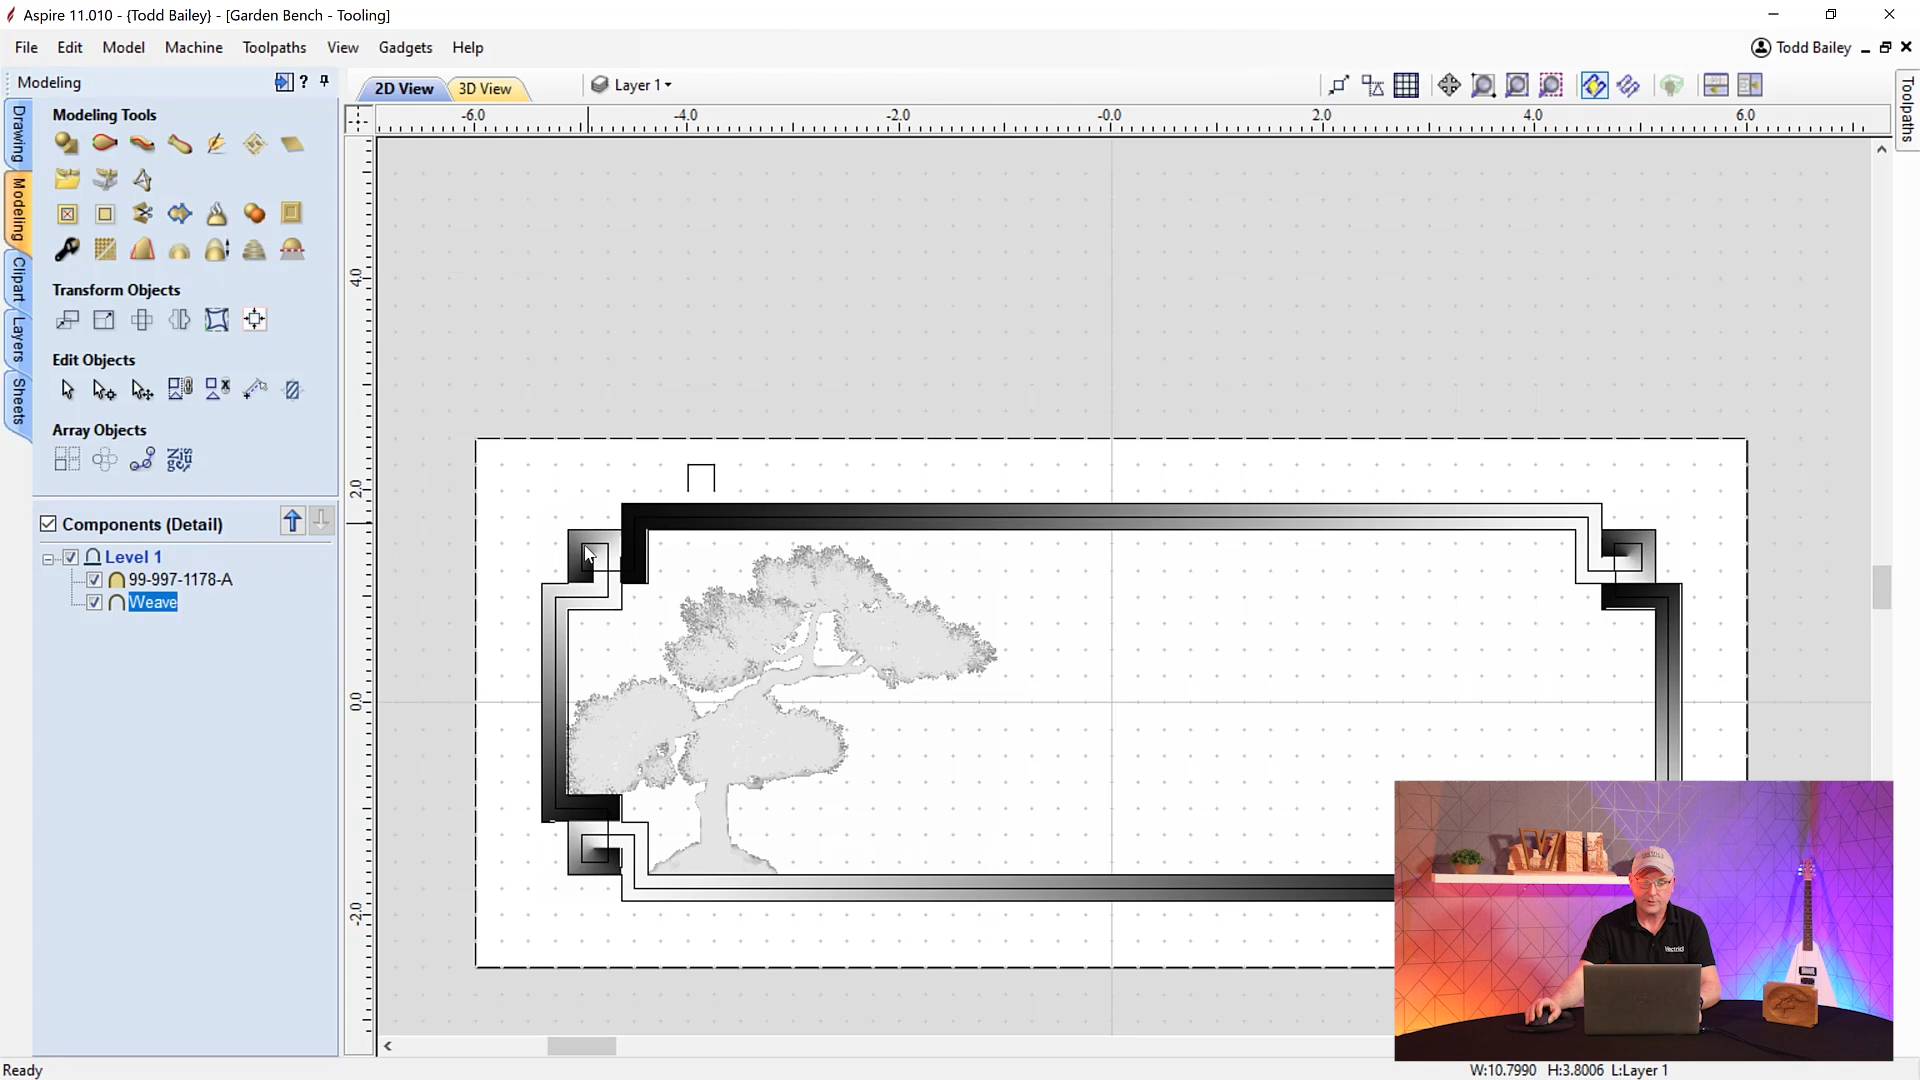 Aspire 11.010 - {Todd Bailey} - [Garden Bench - Tooling]
File Edit Model Machine Toolpaths View Gadgets Help
Todd Bailey
Modeling
2D View 3D View Layer 1
Toolpaths
Drawing
Modeling
Clipart
Layers
Sheets
Modeling Tools
Transform Objects
Edit Objects
Array Objects
Components (Detail)
Level 1
99-997-1178-A
Weave
-6.0 -4.0 -2.0 -0.0 2.0 4.0 6.0
4.0
2.0
0.0
-2.0
Vectric
Ready
W:10.7990 H:3.8006 L:Layer 1